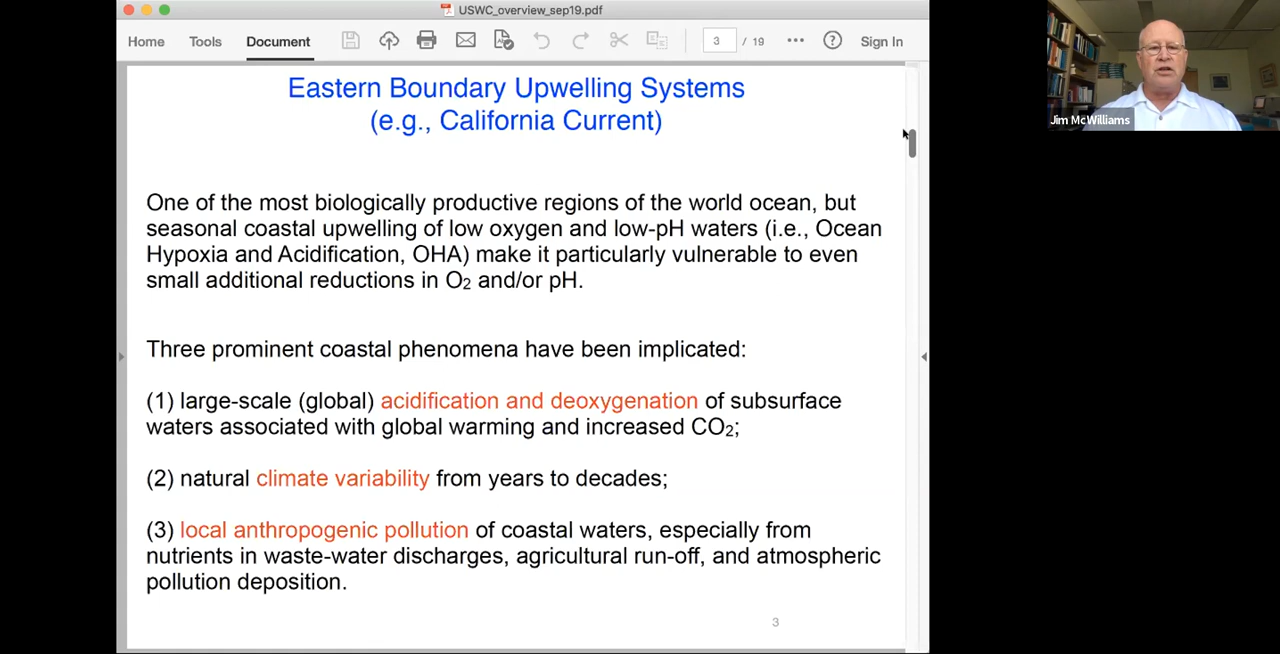 USWC_overview_sep19.pdf
Home Tools Document 3 / 19 Sign In
Eastern Boundary Upwelling Systems
(e.g., California Current)
One of the most biologically productive regions of the world ocean, but
seasonal coastal upwelling of low oxygen and low-pH waters (i.e., Ocean
Hypoxia and Acidification, OHA) make it particularly vulnerable to even
small additional reductions in O₂ and/or pH.
Three prominent coastal phenomena have been implicated:
(1) large-scale (global) acidification and deoxygenation of subsurface
waters associated with global warming and increased CO₂;
(2) natural climate variability from years to decades;
(3) local anthropogenic pollution of coastal waters, especially from
nutrients in waste-water discharges, agricultural run-off, and atmospheric
pollution deposition.
3
Jim McWilliams